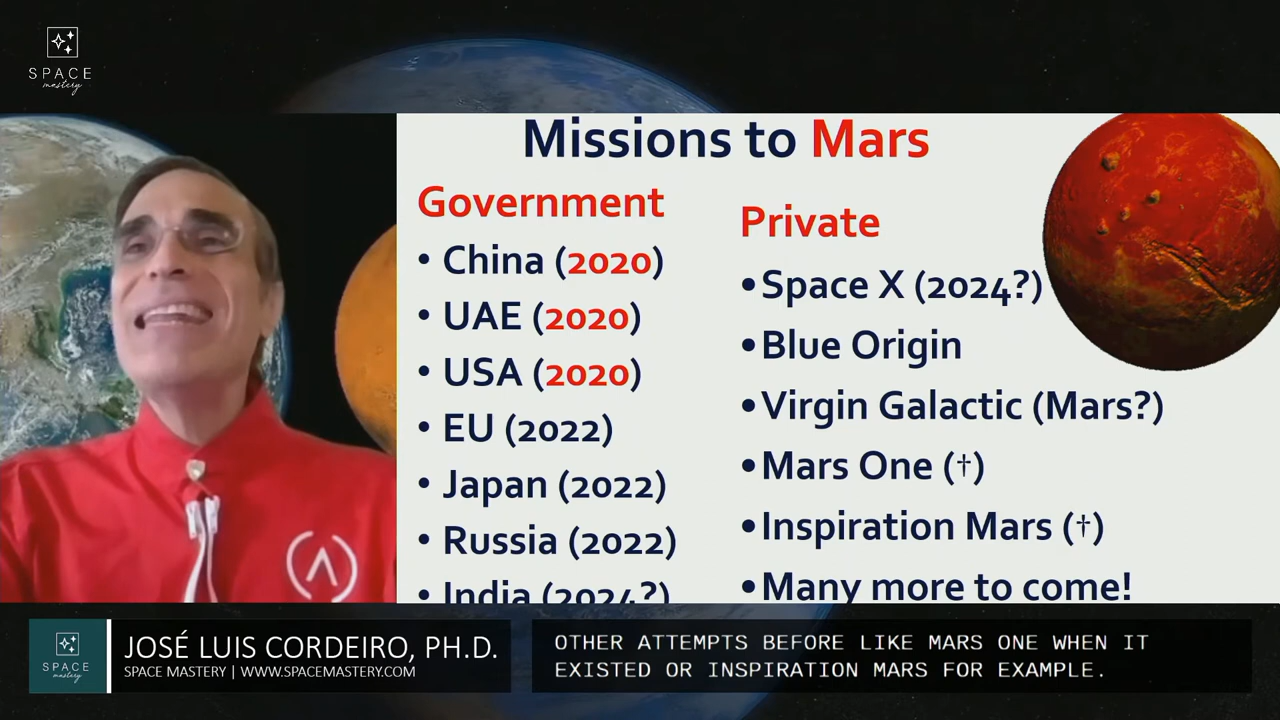 SPACE
mastery
Missions to Mars
Government
• China (2020)
• UAE (2020)
• USA (2020)
• EU (2022)
• Japan (2022)
• Russia (2022)
• India (2024?)
Private
• Space X (2024?)
• Blue Origin
• Virgin Galactic (Mars?)
• Mars One (†)
• Inspiration Mars (†)
• Many more to come!
SPACE
mastery
JOSÉ LUIS CORDEIRO, PH.D.
SPACE MASTERY | WWW.SPACEMASTERY.COM
OTHER ATTEMPTS BEFORE LIKE MARS ONE WHEN IT
EXISTED OR INSPIRATION MARS FOR EXAMPLE.